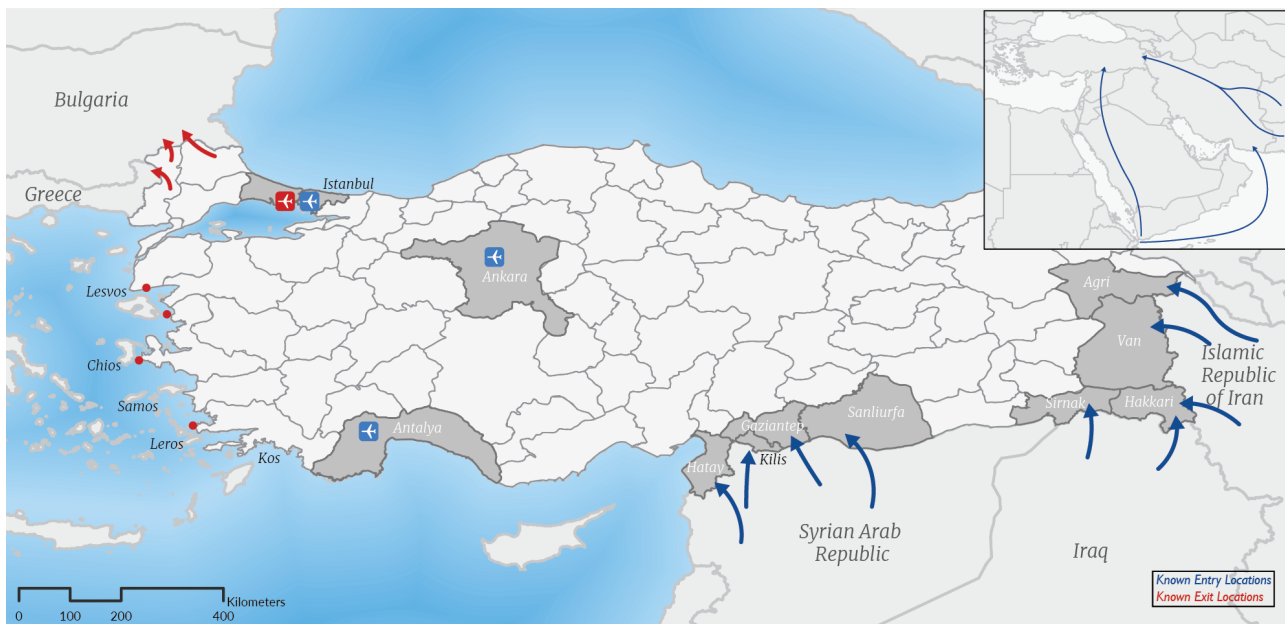 Bulgaria
Greece
Istanbul
Ankara
Lesvos
Chios
Samos
Leros
Kos
Antalya
Agri
Van
Islamic
Republic
of Iran
Hakkari
Sirnak
Sanliurfa
Gaziantep
Kilis
Hatay
Syrian Arab
Republic
Iraq
Kilometers
0 100 200 400
Known Entry Locations
Known Exit Locations